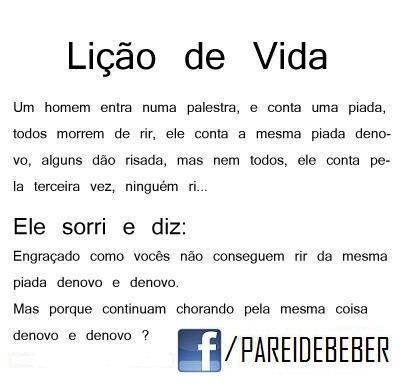 Lição de Vida
Um homem entra numa palestra, e conta uma piada,
todos morrem de rir, ele conta a mesma piada deno-
vo, alguns dão risada, mas nem todos, ele conta pe-
la terceira vez, ninguém ri...
Ele sorri e diz:
Engraçado como vocês não conseguem rir da mesma
piada denovo e denovo.
Mas porque continuam chorando pela mesma coisa
denovo e denovo ?
f/PAREIDEBEBER